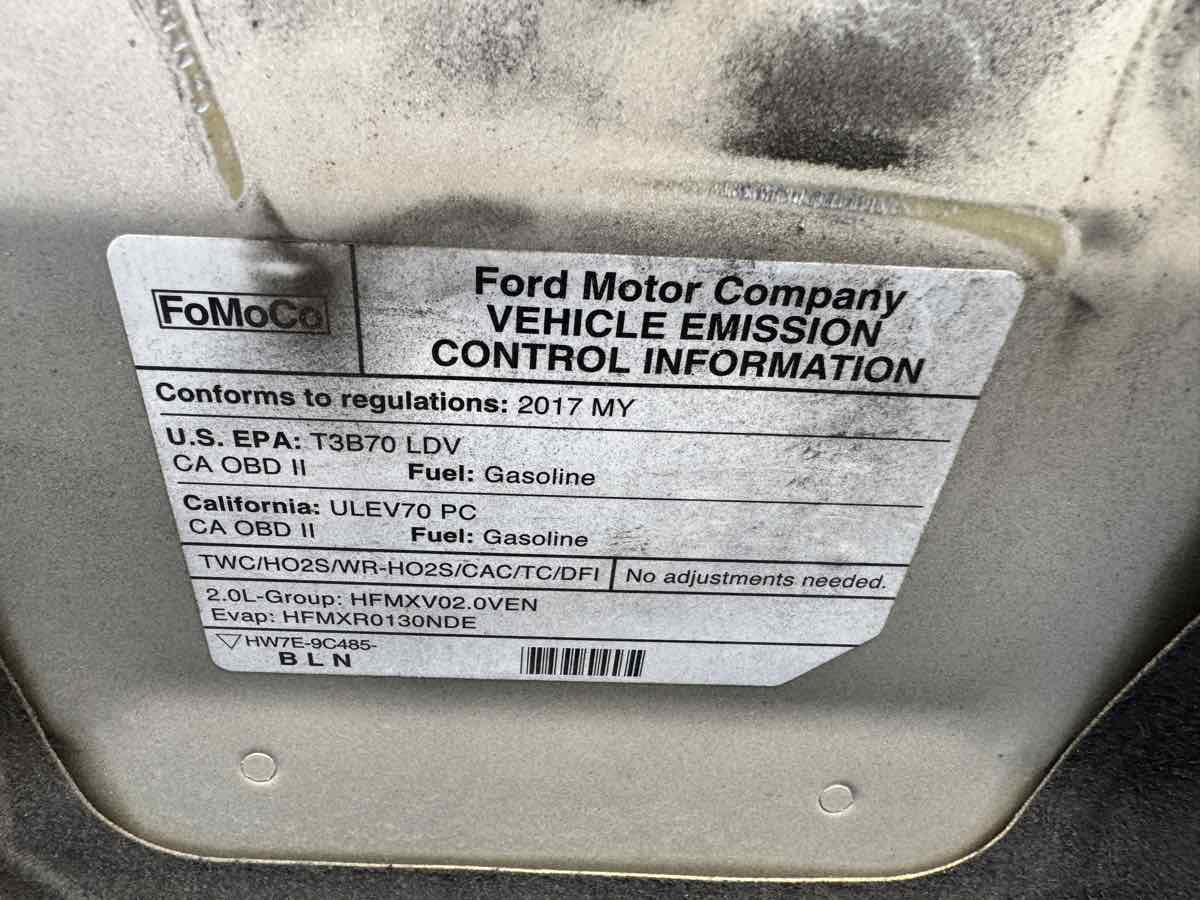 FoMoCo
Ford Motor Company
VEHICLE EMISSION
CONTROL INFORMATION
Conforms to regulations: 2017 MY
U.S. EPA: T3B70 LDV
CA OBD II Fuel: Gasoline
California: ULEV70 PC
CA OBD II Fuel: Gasoline
TWC/HO2S/WR-HO2S/CAC/TC/DFI No adjustments needed.
2.0L-Group: HFMXV02.0VEN
Evap: HFMXR0130NDE
HW7E-9C485-
B L N